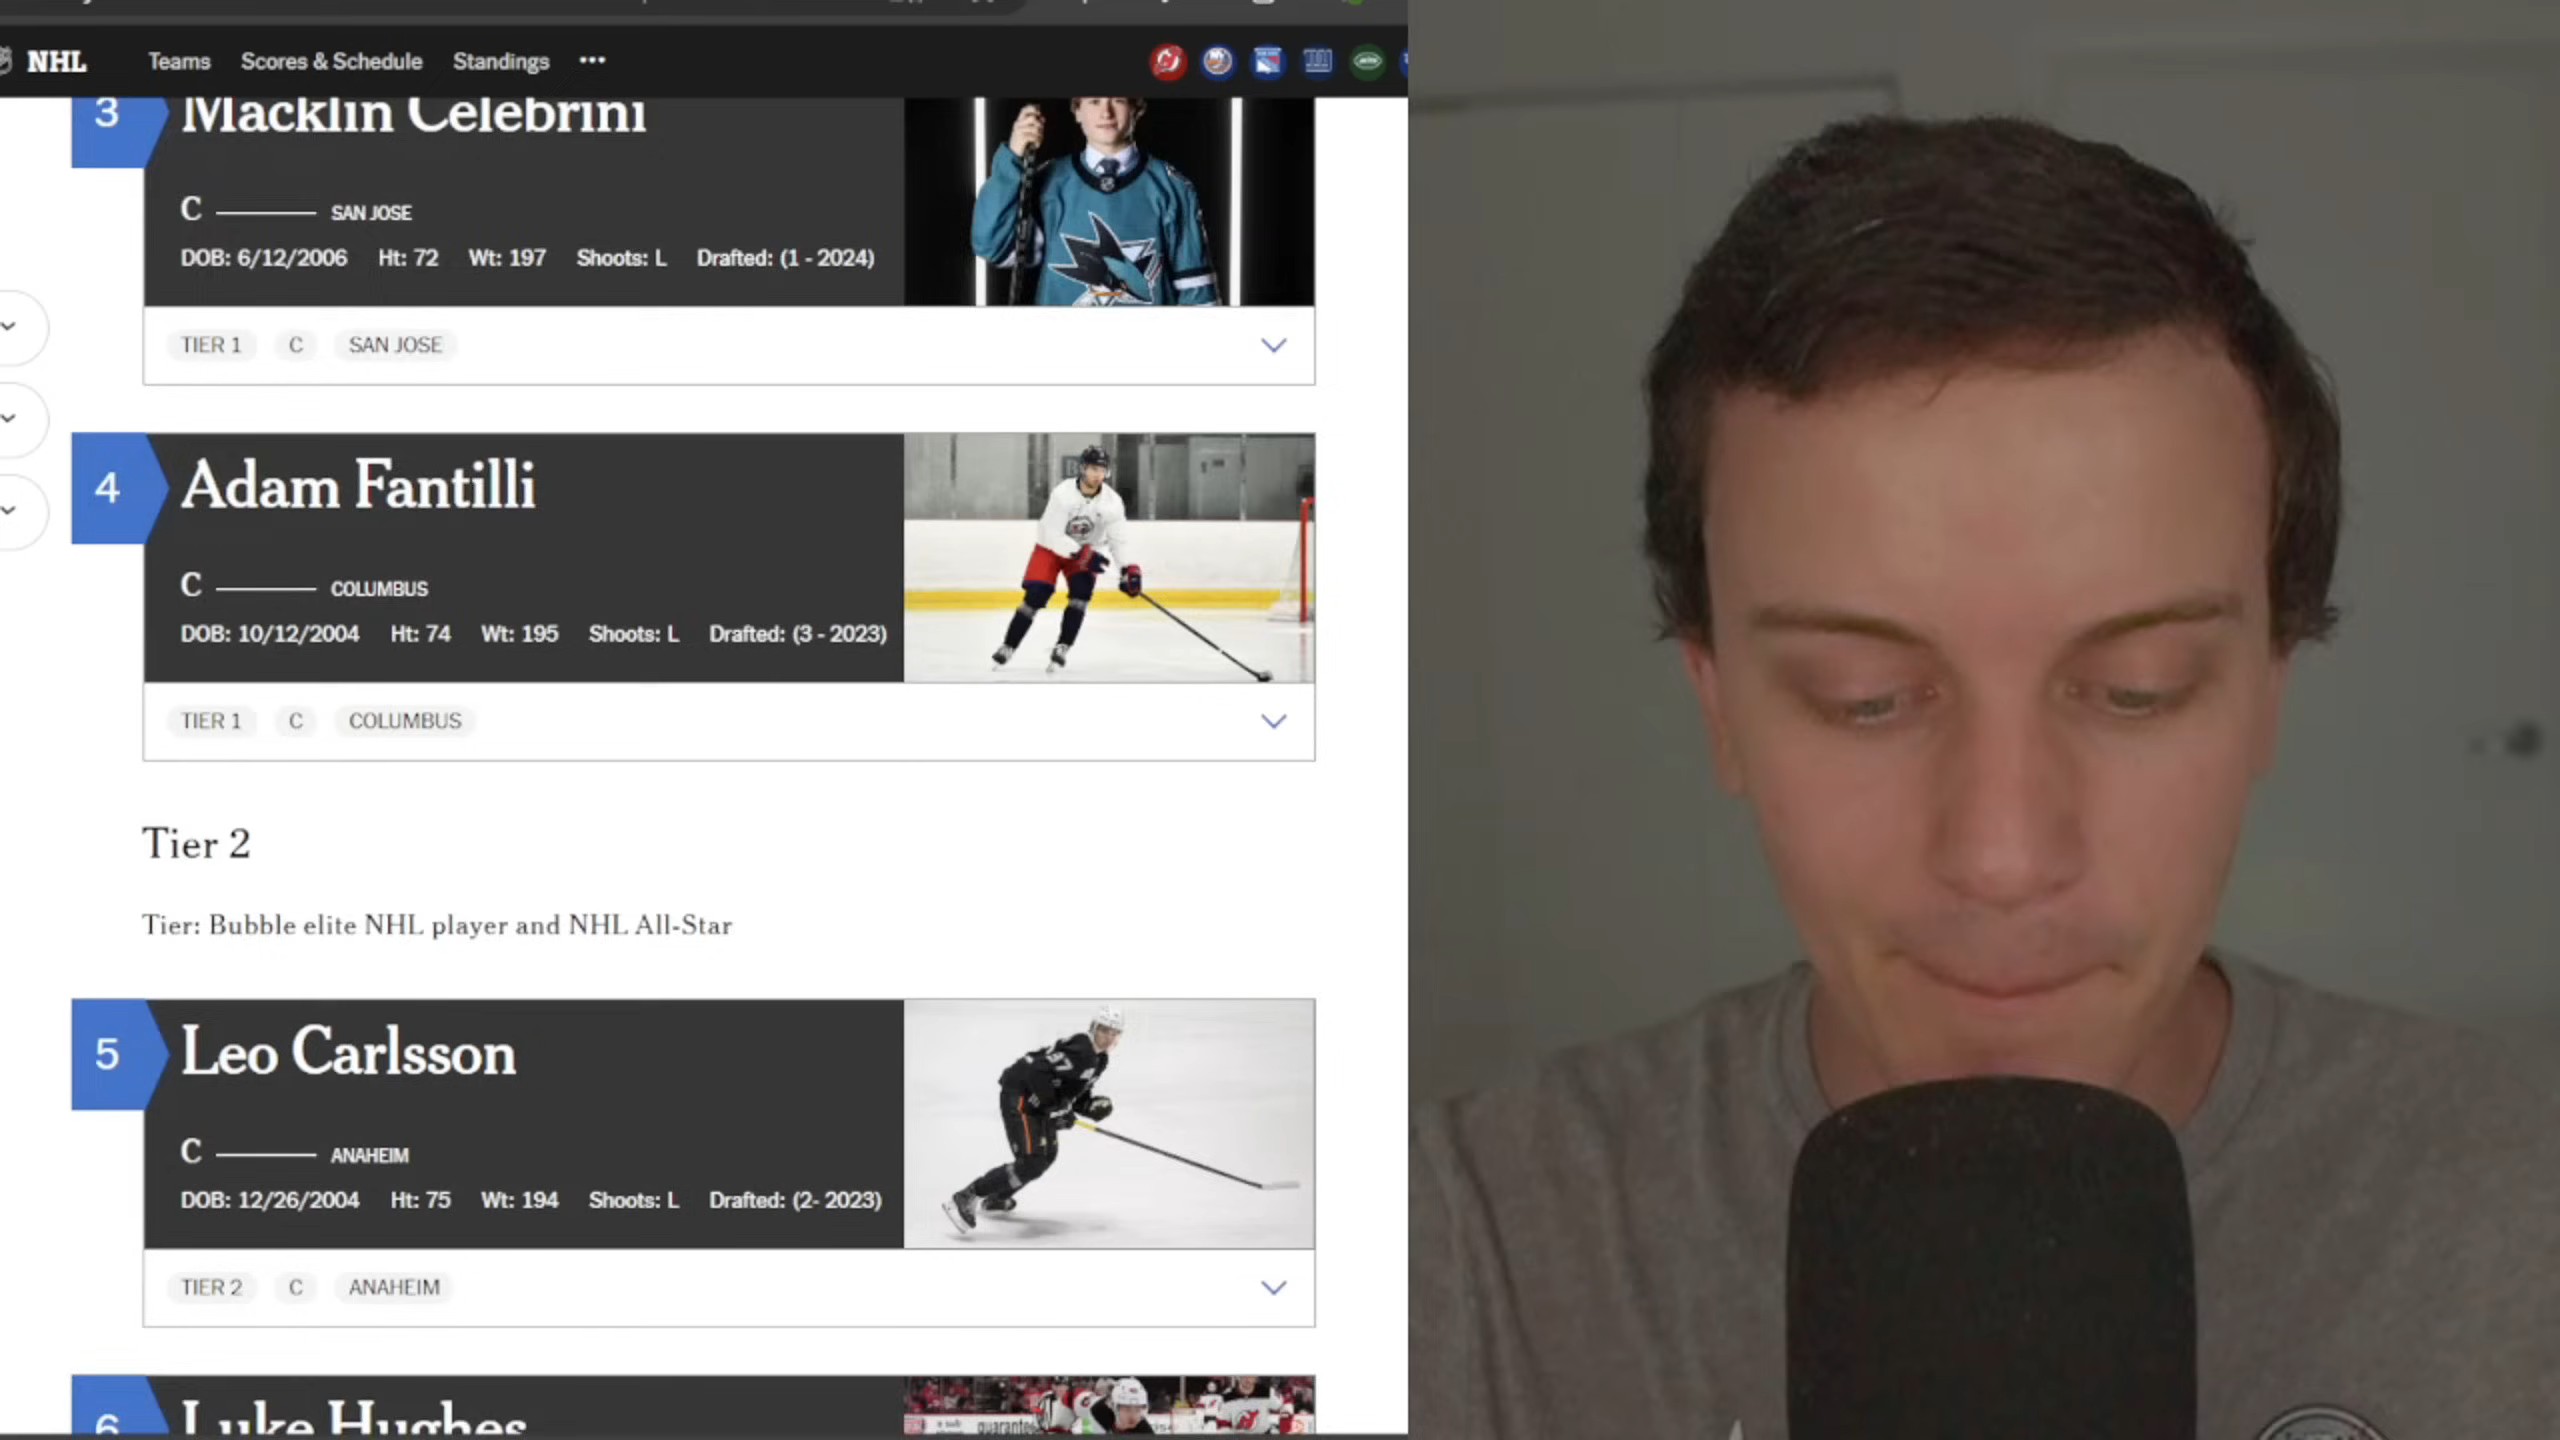 NHL Teams Scores & Schedule Standings
3 Macklin Celebrini
C SAN JOSE
DOB: 6/12/2006 Ht: 72 Wt: 197 Shoots: L Drafted: (1 - 2024)
TIER 1 C SAN JOSE
4 Adam Fantilli
C COLUMBUS
DOB: 10/12/2004 Ht: 74 Wt: 195 Shoots: L Drafted: (3 - 2023)
TIER 1 C COLUMBUS
Tier 2
Tier: Bubble elite NHL player and NHL All-Star
5 Leo Carlsson
C ANAHEIM
DOB: 12/26/2004 Ht: 75 Wt: 194 Shoots: L Drafted: (2- 2023)
TIER 2 C ANAHEIM
6 Luke Hughes